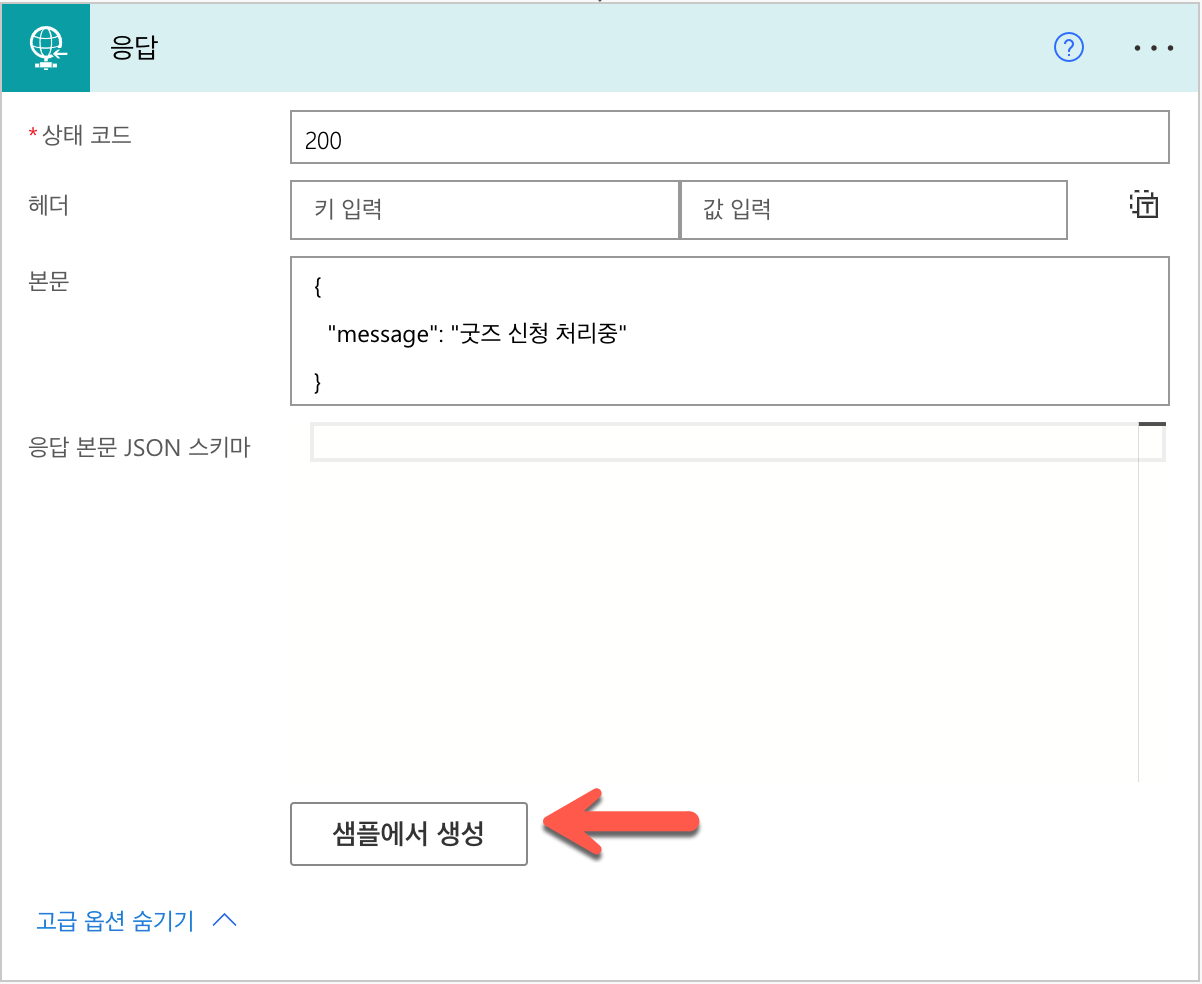 응답
?
*상태 코드
200
헤더
키 입력
값 입력
본문
{
"message": "굿즈 신청 처리중"
}
응답 본문 JSON 스키마
샘플에서 생성
고급 옵션 숨기기